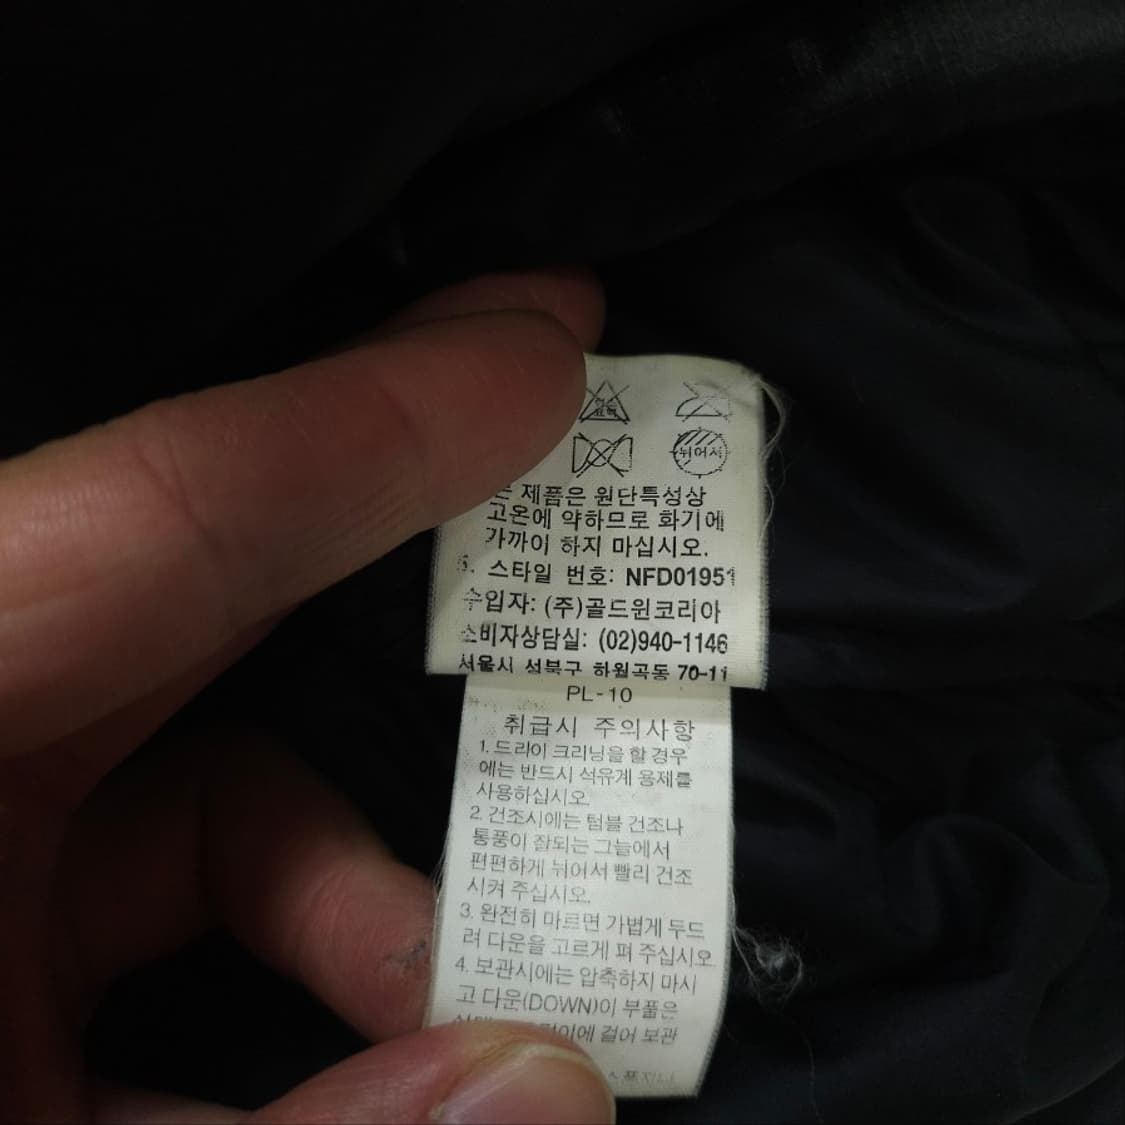 뉘어서
는 제품은 원단특성상
고온에 약하므로 화기에
가까이 하지 마십시오.
5. 스타일 번호: NFD01951
수입자: (주)골드윈코리아
소비자상담실: (02)940-1146
서울시 성북구 하월곡동 70-11
PL-10
취급시 주의사항
1. 드라이 크리닝을 할 경우
에는 반드시 석유계 용제를
사용하십시오.
2. 건조시에는 텀블 건조나
통풍이 잘되는 그늘에서
편편하게 뉘어서 빨리 건조
시켜 주십시오.
3. 완전히 마르면 가볍게 두드
려 다운을 고르게 펴 주십시오
4. 보관시에는 압축하지 마시
고 다운(DOWN)이 부풀은
걸어 보관